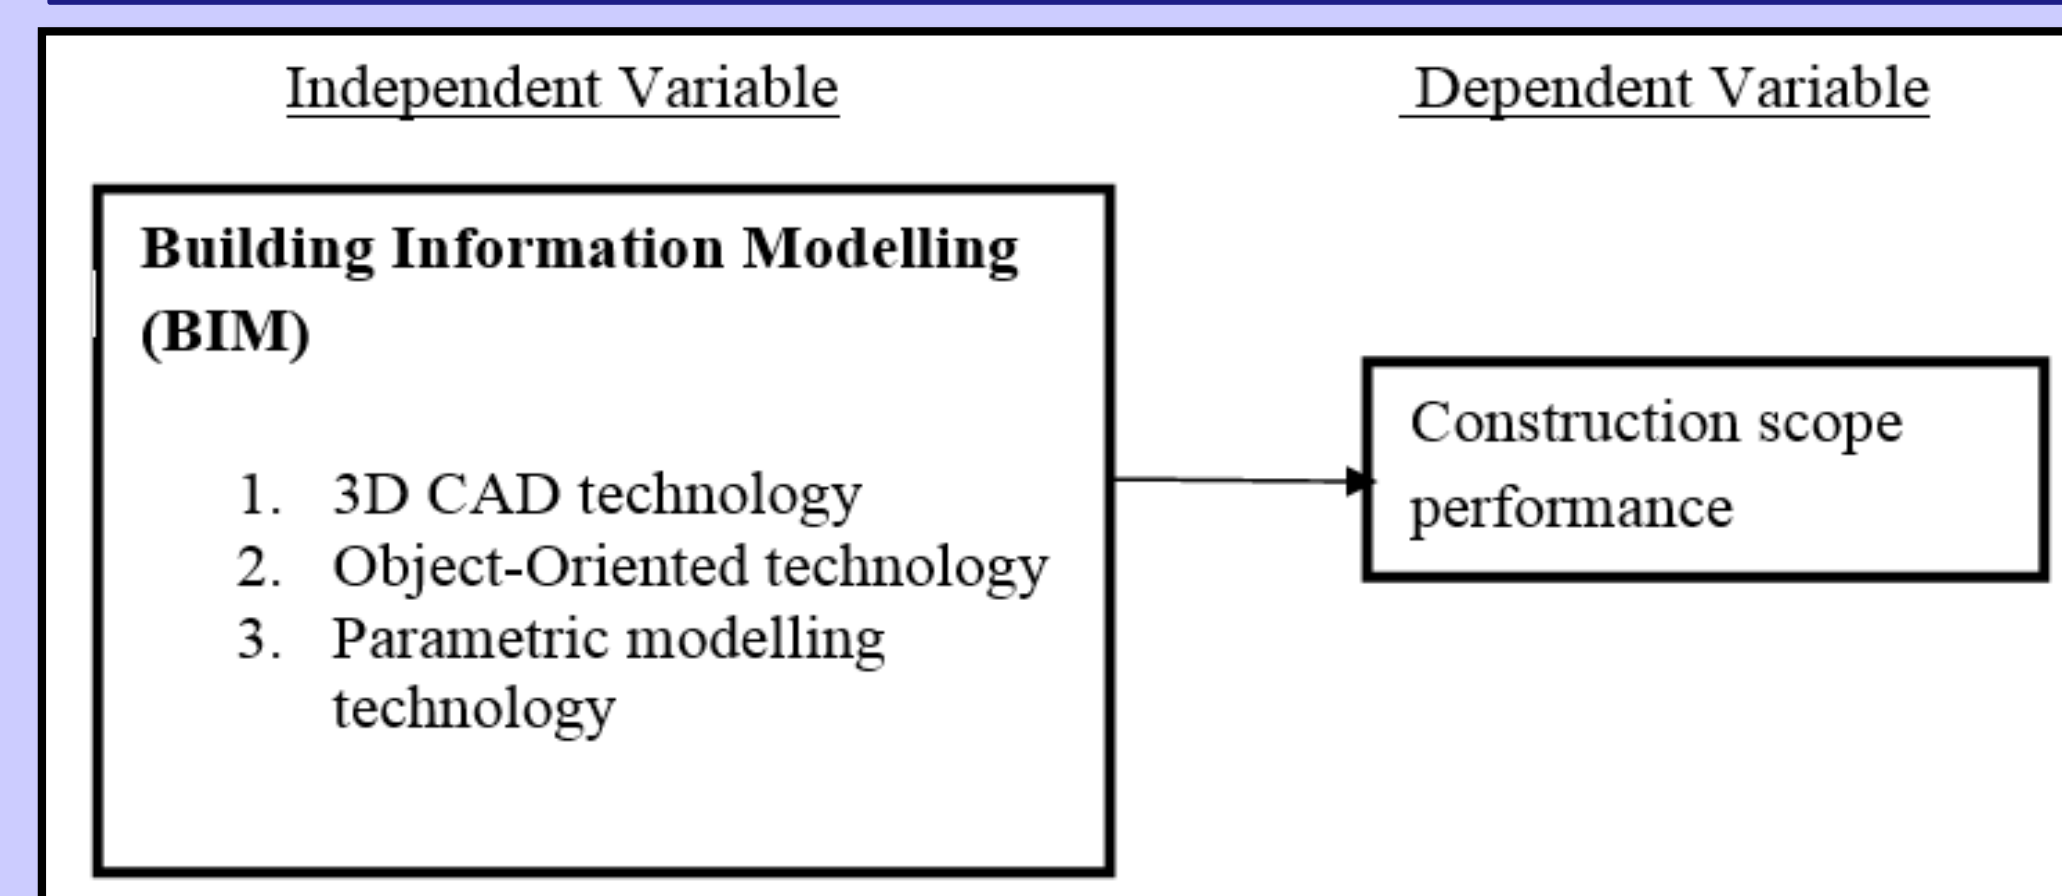 Independent Variable
Dependent Variable
Building Information Modelling
(BIM)
1. 3D CAD technology
2. Object-Oriented technology
3. Parametric modelling
technology
Construction scope
performance